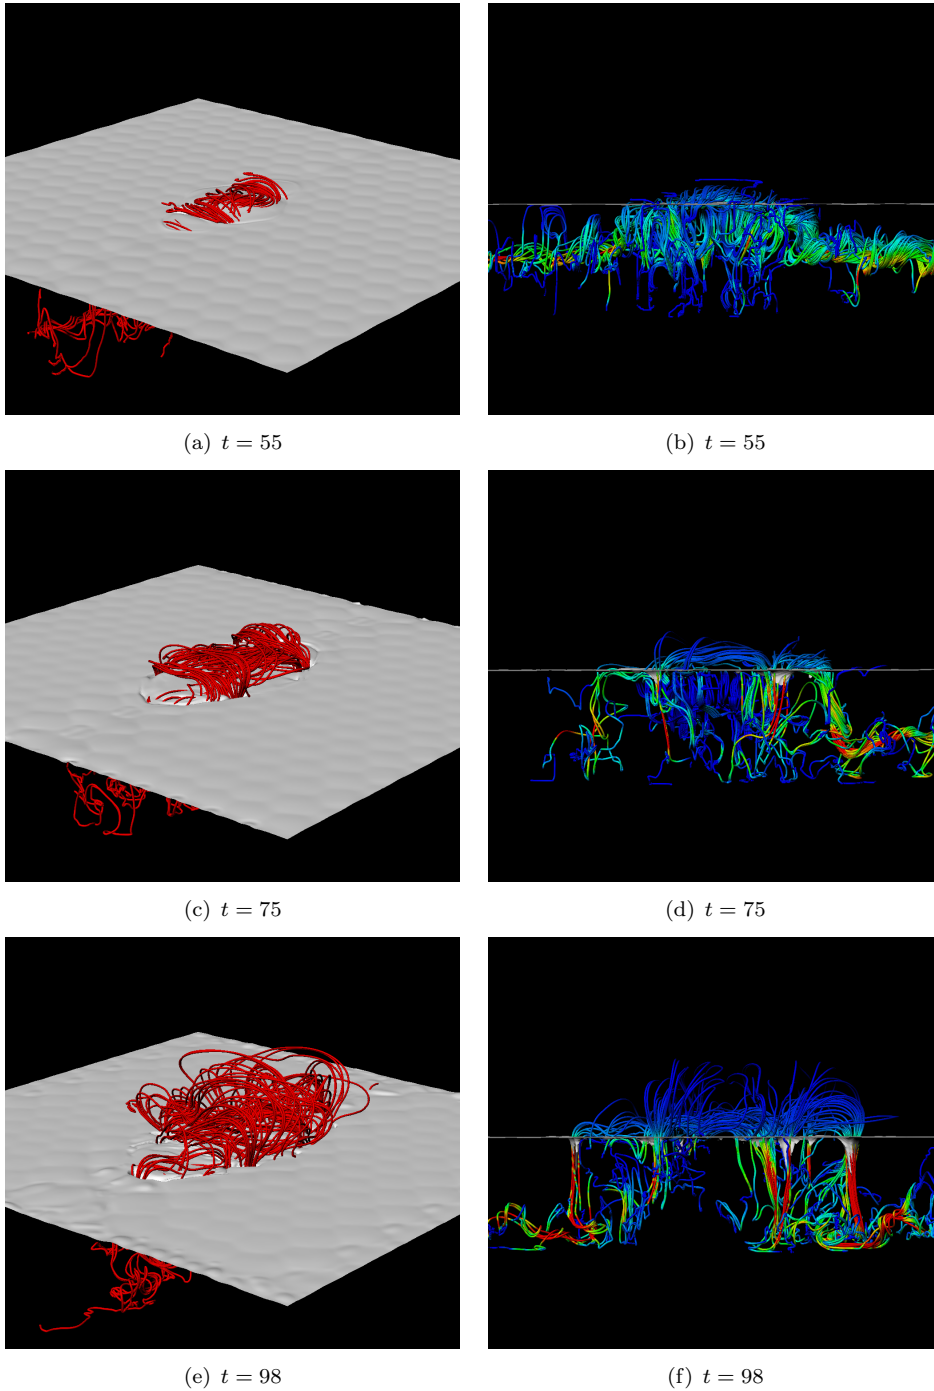 (a) t = 55
(b) t = 55
(c) t = 75
(d) t = 75
(e) t = 98
(f) t = 98